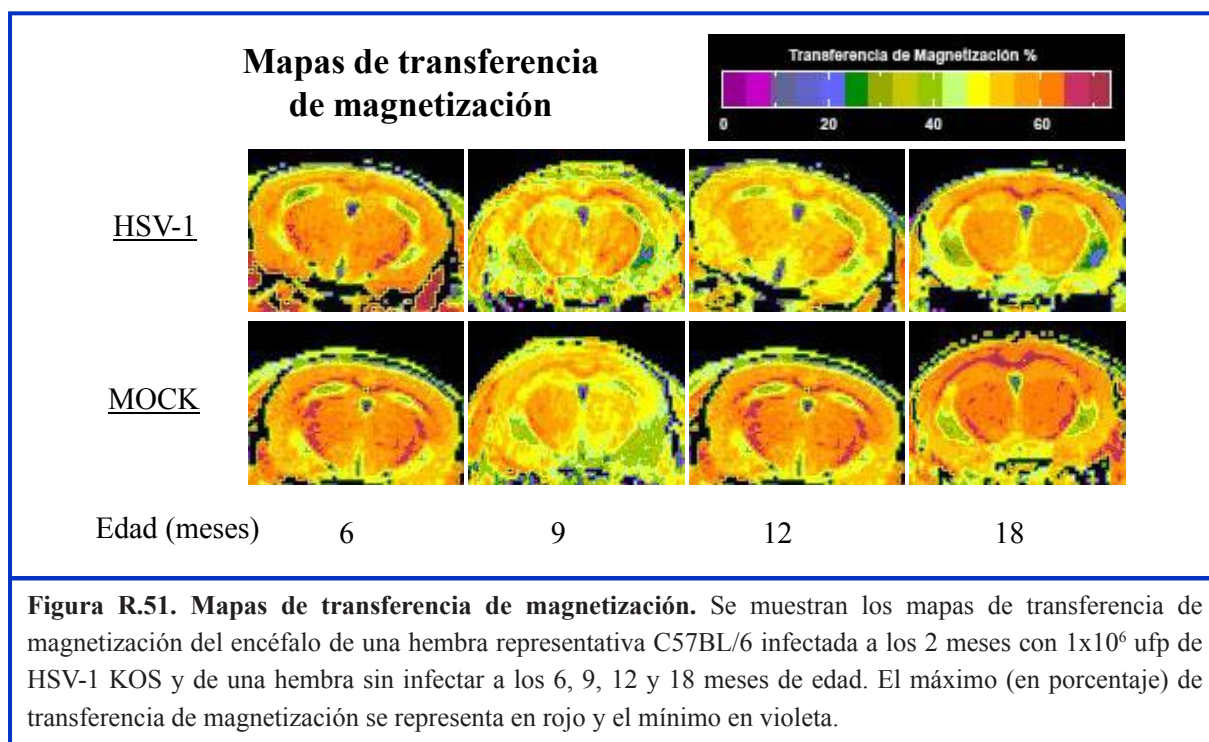 Mapas de transferencia
de magnetización
Transferencia de Magnetización %
0 20 40 60
HSV-1
MOCK
Edad (meses) 6 9 12 18
Figura R.51. Mapas de transferencia de magnetización. Se muestran los mapas de transferencia de
magnetización del encéfalo de una hembra representativa C57BL/6 infectada a los 2 meses con 1x10⁶ ufp de
HSV-1 KOS y de una hembra sin infectar a los 6, 9, 12 y 18 meses de edad. El máximo (en porcentaje) de
transferencia de magnetización se representa en rojo y el mínimo en violeta.